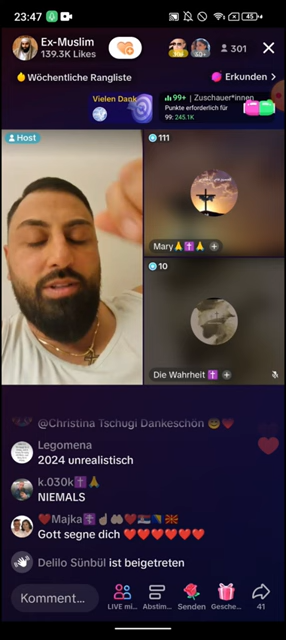 23:47
45
Ex-Muslim
139.3K Likes
301
Wöchentliche Rangliste
Erkunden >
Vielen Dank
99+ | Zuschauer*innen
Punkte erforderlich für
99: 245.1K
Host
111
Mary
10
Die Wahrheit
@Christina Tschugi Dankeschön
Legomena
2024 unrealistisch
k.030k
NIEMALS
Majka
Gott segne dich
Delilo Sünbül ist beigetreten
Komment...
LIVE mi...
Abstim...
Senden
Gesche...
41